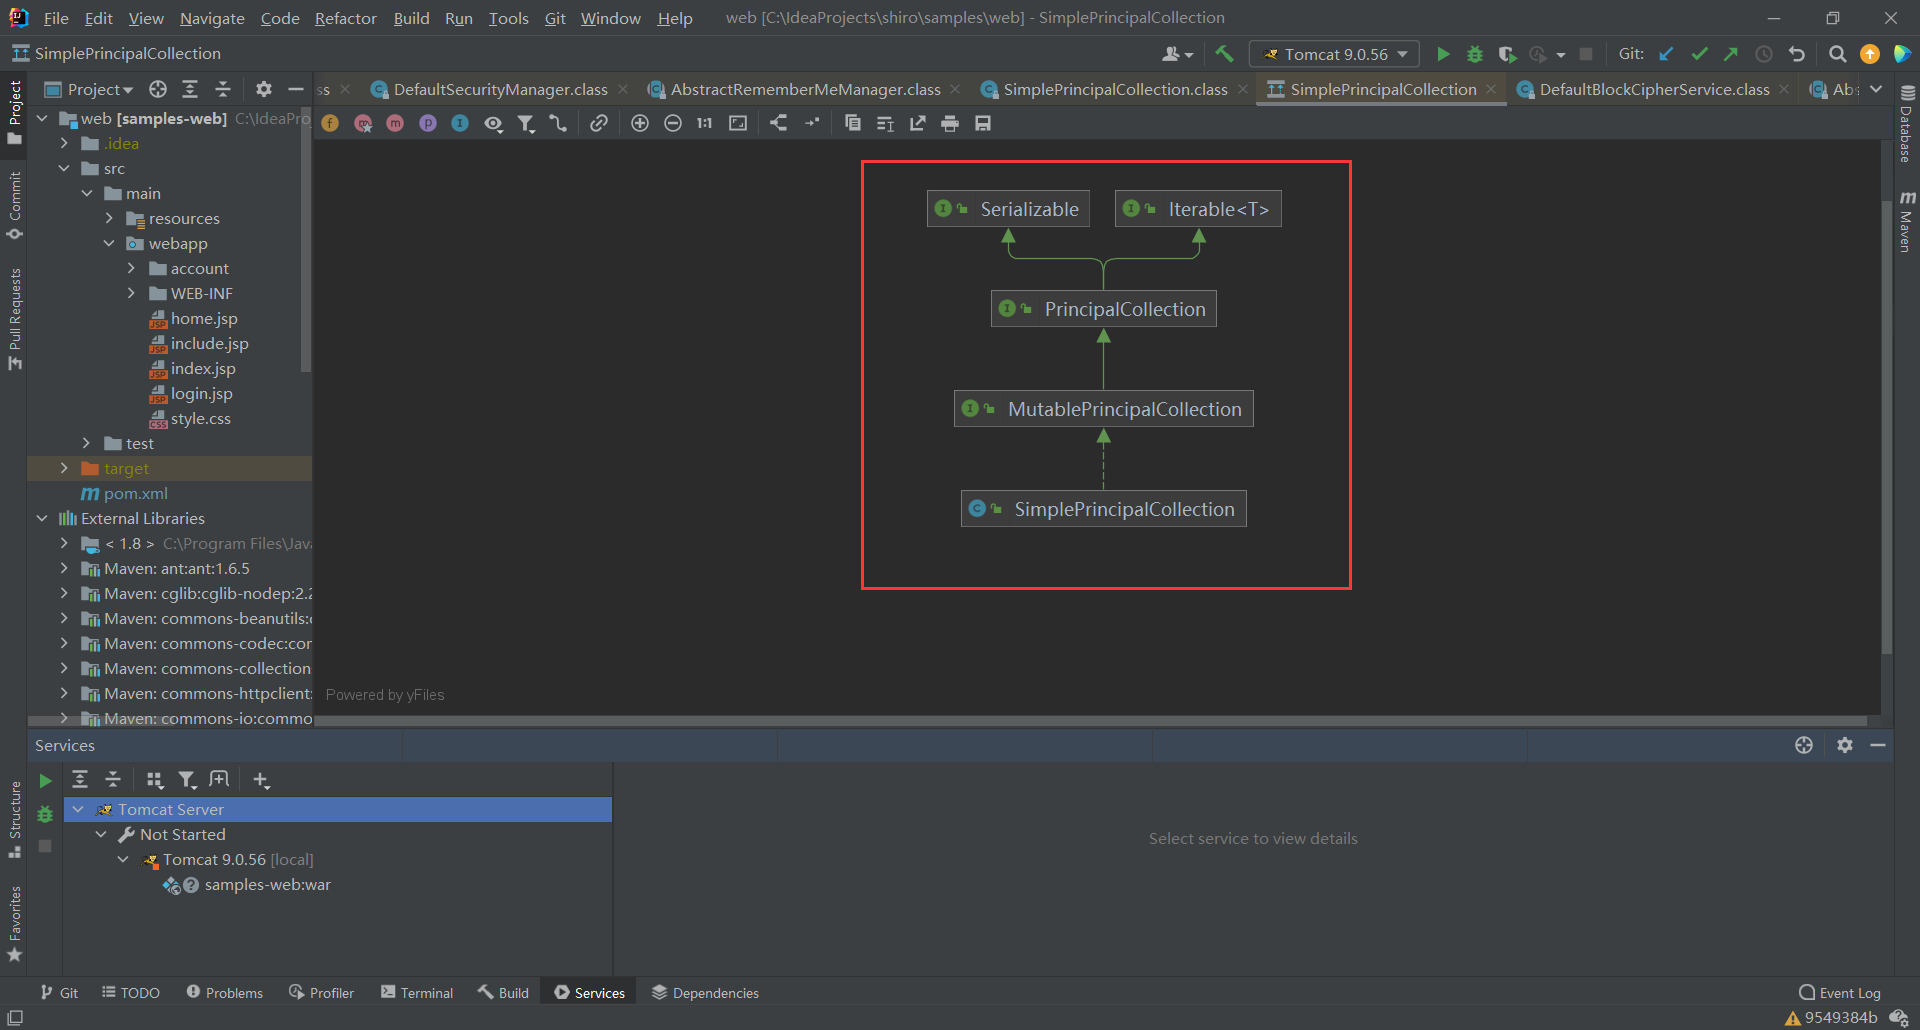 File Edit View Navigate Code Refactor Build Run Tools Git Window Help web [C:\IdeaProjects\shiro\samples\web] - SimplePrincipalCollection
SimplePrincipalCollection Tomcat 9.0.56 Git:
Project ss DefaultSecurityManager.class AbstractRememberMeManager.class SimplePrincipalCollection.class SimplePrincipalCollection DefaultBlockCipherService.class Abs
web [samples-web] C:\IdeaPro
.idea
src
main
resources
webapp
account
WEB-INF
home.jsp
include.jsp
index.jsp
login.jsp
style.css
test
target
pom.xml
External Libraries
< 1.8 > C:\Program Files\Java
Maven: ant:ant:1.6.5
Maven: cglib:cglib-nodep:2.2
Maven: commons-beanutils:c
Maven: commons-codec:con
Maven: commons-collection
Maven: commons-httpclient:
Maven: commons-io:commo
1:1
Serializable Iterable<T>
PrincipalCollection
MutablePrincipalCollection
SimplePrincipalCollection
Powered by yFiles
Project
Commit
Pull Requests
Structure
Favorites
Database
Maven
Services
Tomcat Server
Not Started
Tomcat 9.0.56 [local]
samples-web:war
Select service to view details
Git TODO Problems Profiler Terminal Build Services Dependencies Event Log
9549384b